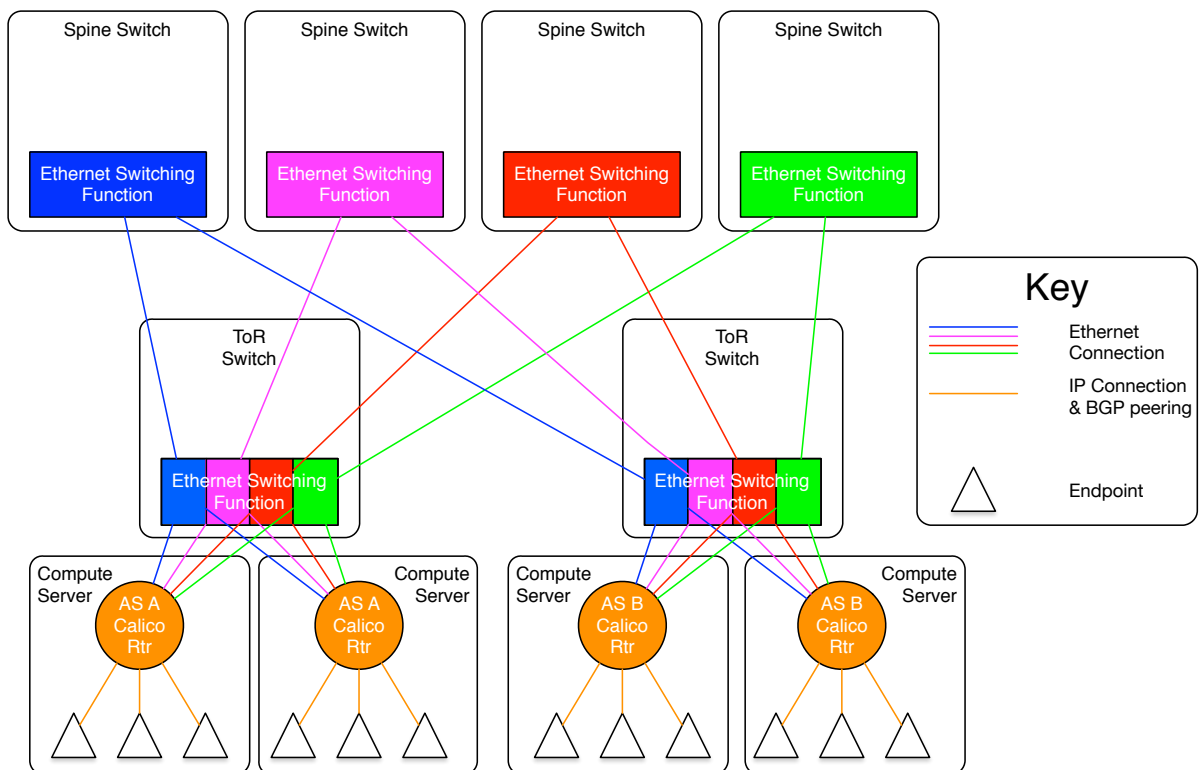 Spine Switch
Spine Switch
Spine Switch
Spine Switch
Ethernet Switching
Function
Ethernet Switching
Function
Ethernet Switching
Function
Ethernet Switching
Function
Key
Ethernet
Connection
IP Connection
& BGP peering
Endpoint
ToR
Switch
ToR
Switch
Ethernet Switching
Function
Ethernet Switching
Function
Compute
Server
AS A
Calico
Rtr
Compute
Server
AS A
Calico
Rtr
Compute
Server
AS B
Calico
Rtr
Compute
Server
AS B
Calico
Rtr